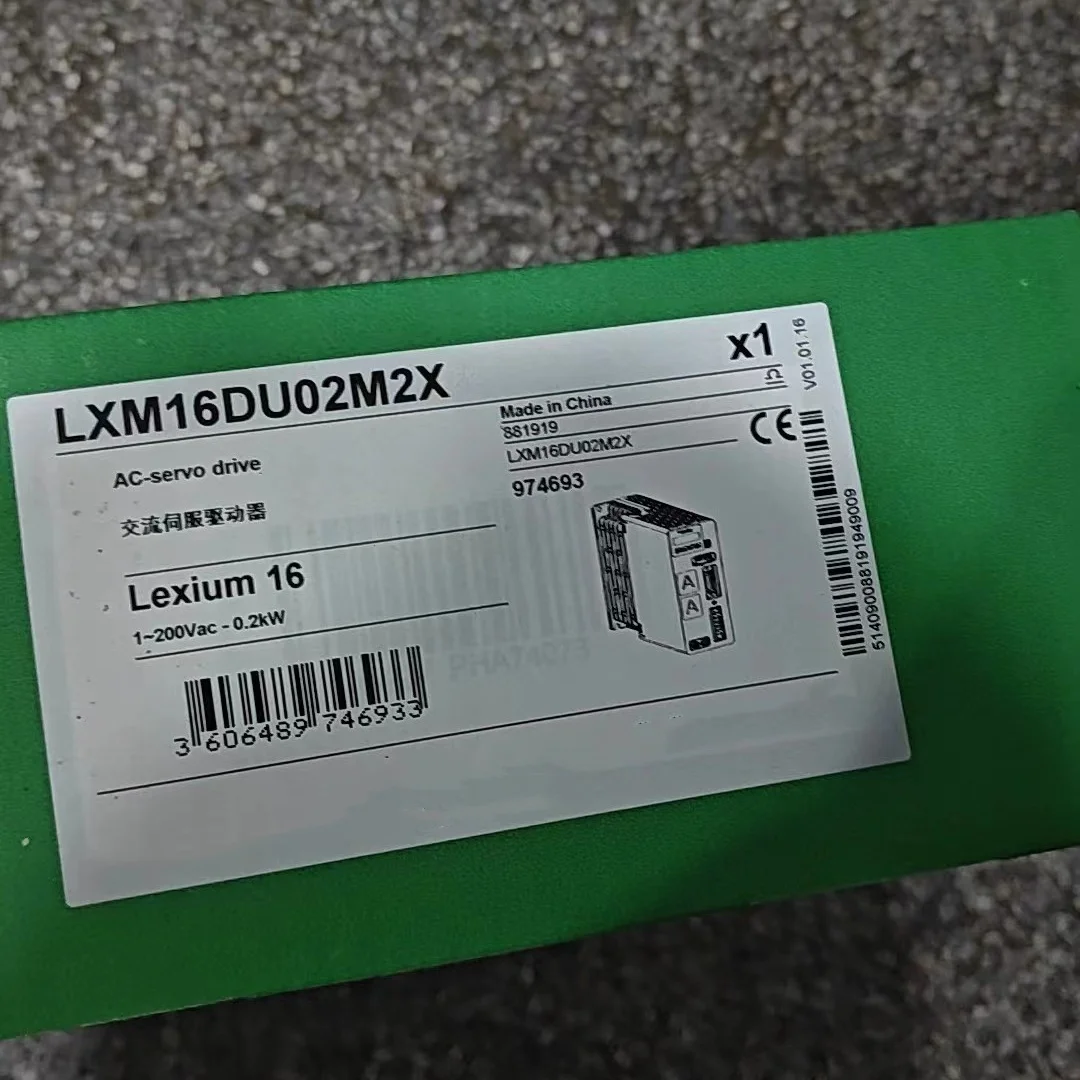 LXM16DU02M2X
x1
V01.01.16
Made in China
881919
LXM16DU02M2X
974693
AC-servo drive
交流伺服驱动器
Lexium 16
1~200Vac - 0.2kW
CE
A
A
3 606489 746933